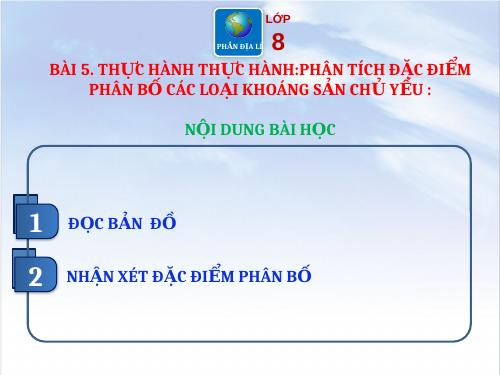 LỚP
PHẦN ĐỊA LÍ
8
BÀI 5. THỰC HÀNH THỰC HÀNH:PHÂN TÍCH ĐẶC ĐIỂM
PHÂN BỐ CÁC LOẠI KHOÁNG SẢN CHỦ YẾU :
NỘI DUNG BÀI HỌC
1 ĐỌC BẢN ĐỒ
2 NHẬN XÉT ĐẶC ĐIỂM PHÂN BỐ